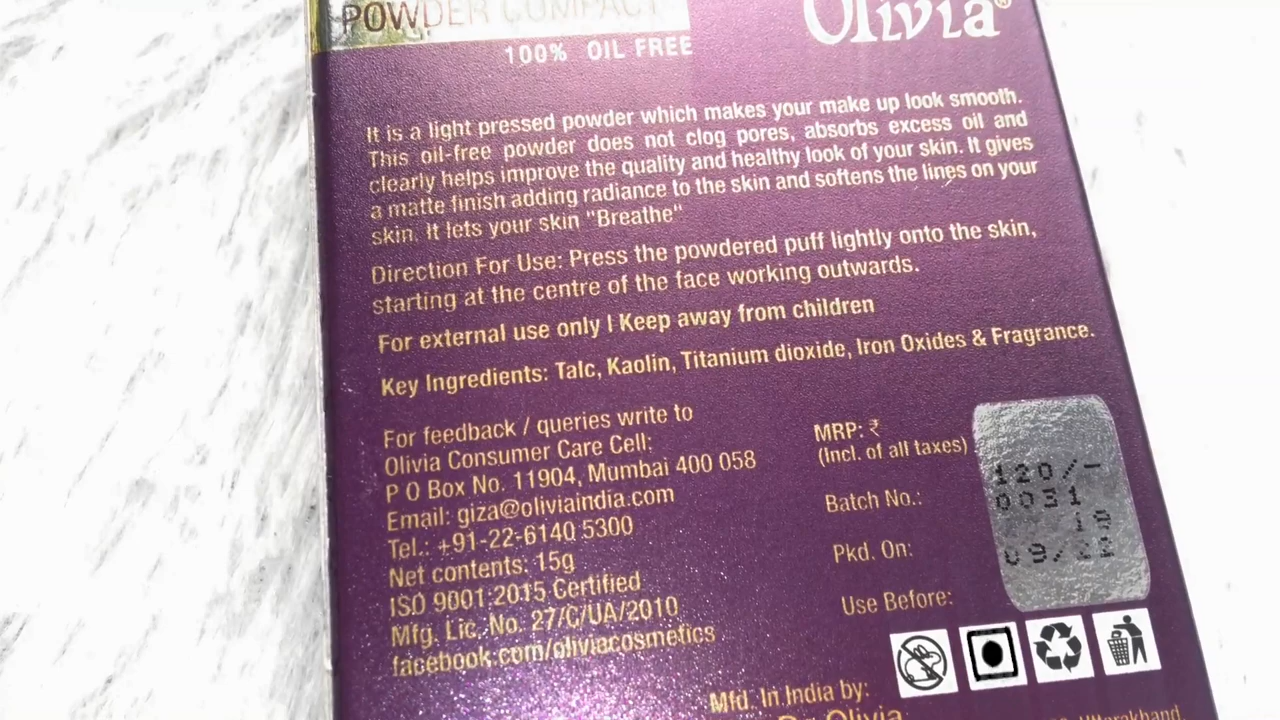 POWDER COMPACT
Olivia®
100% OIL FREE
It is a light pressed powder which makes your make up look smooth.
This oil-free powder does not clog pores, absorbs excess oil and
clearly helps improve the quality and healthy look of your skin. It gives
a matte finish adding radiance to the skin and softens the lines on your
skin. It lets your skin "Breathe"
Direction For Use: Press the powdered puff lightly onto the skin,
starting at the centre of the face working outwards.
For external use only | Keep away from children
Key Ingredients: Talc, Kaolin, Titanium dioxide, Iron Oxides & Fragrance.
For feedback / queries write to
Olivia Consumer Care Cell:
P O Box No. 11904, Mumbai 400 058
Email: giza@oliviaindia.com
Tel.: +91-22-6140 5300
Net contents: 15g
ISO 9001:2015 Certified
Mfg. Lic. No. 27/C/UA/2010
facebook.com/oliviacosmetics
MRP: ₹
(Incl. of all taxes)
Batch No.:
Pkd. On:
Use Before:
120/-
0031
19
09/22
Mfd. In India by:
Olivia
Uttarakhand